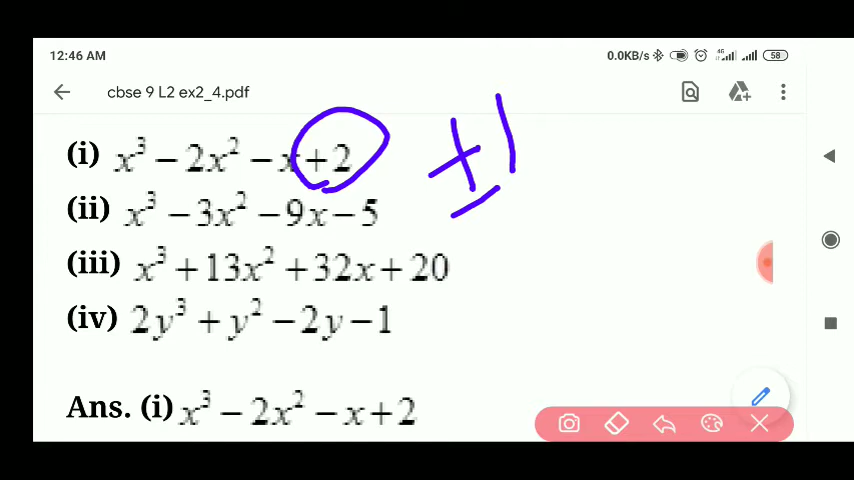 12:46 AM 0.0KB/s 4G 58
cbse 9 L2 ex2_4.pdf
(i) x³ − 2x² − x + 2 ±1
(ii) x³ − 3x² − 9x − 5
(iii) x³ + 13x² + 32x + 20
(iv) 2y³ + y² − 2y − 1
Ans. (i) x³ − 2x² − x + 2